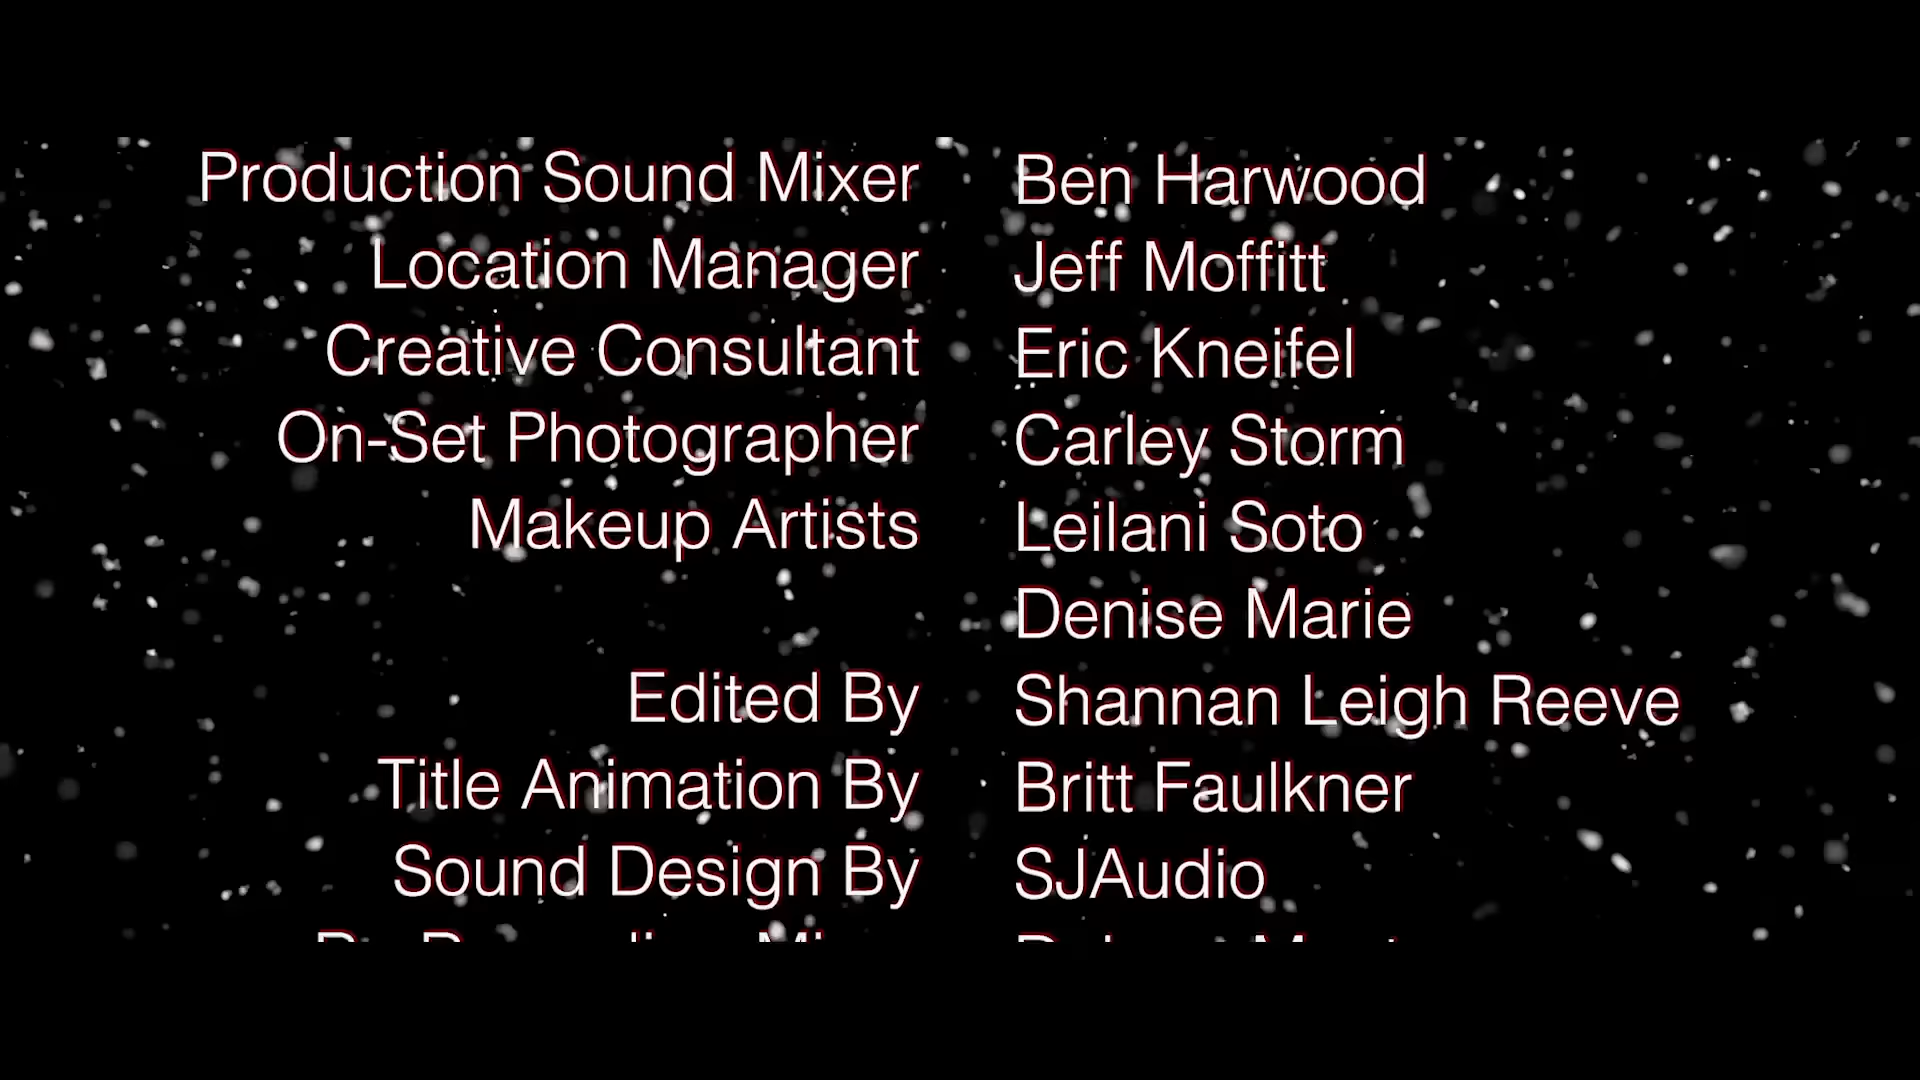 Production Sound Mixer Ben Harwood
Location Manager Jeff Moffitt
Creative Consultant Eric Kneifel
On-Set Photographer Carley Storm
Makeup Artists Leilani Soto
Denise Marie
Edited By Shannan Leigh Reeve
Title Animation By Britt Faulkner
Sound Design By SJAudio